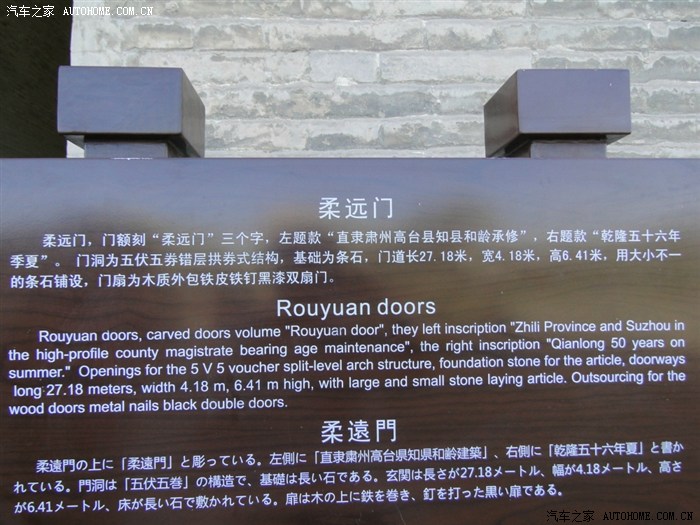 汽车之家 AUTOHOME.COM.CN
柔远门
柔远门，门额刻“柔远门”三个字，左题款“直隶肃州高台县知县和龄承修”，右题款“乾隆五十六年
季夏”。 门洞为五伏五券错层拱券式结构，基础为条石，门道长27.18米，宽4.18米，高6.41米，用大小不一
的条石铺设，门扇为木质外包铁皮铁钉黑漆双扇门。
Rouyuan doors
Rouyuan doors, carved doors volume "Rouyuan door", they left inscription "Zhili Province and Suzhou in
the high-profile county magistrate bearing age maintenance", the right inscription "Qianlong 50 years on
summer." Openings for the 5 V 5 voucher split-level arch structure, foundation stone for the article, doorways
long 27.18 meters, width 4.18 m, 6.41 m high, with large and small stone laying article. Outsourcing for the
wood doors metal nails black double doors.
柔遠門
柔遠門の上に「柔遠門」と彫っている。左側に「直隶粛州高台県知県和齢建築」、右側に「乾隆五十六年夏」と書か
れている。門洞は「五伏五巻」の構造で、基礎は長い石である。玄関は長さが27.18メートル、幅が4.18メートル、高さ
が6.41メートル、床が長い石で敷かれている。扉は木の上に鉄を巻き、釘を打った黒い扉である。
汽车之家 AUTOHOME.COM.CN